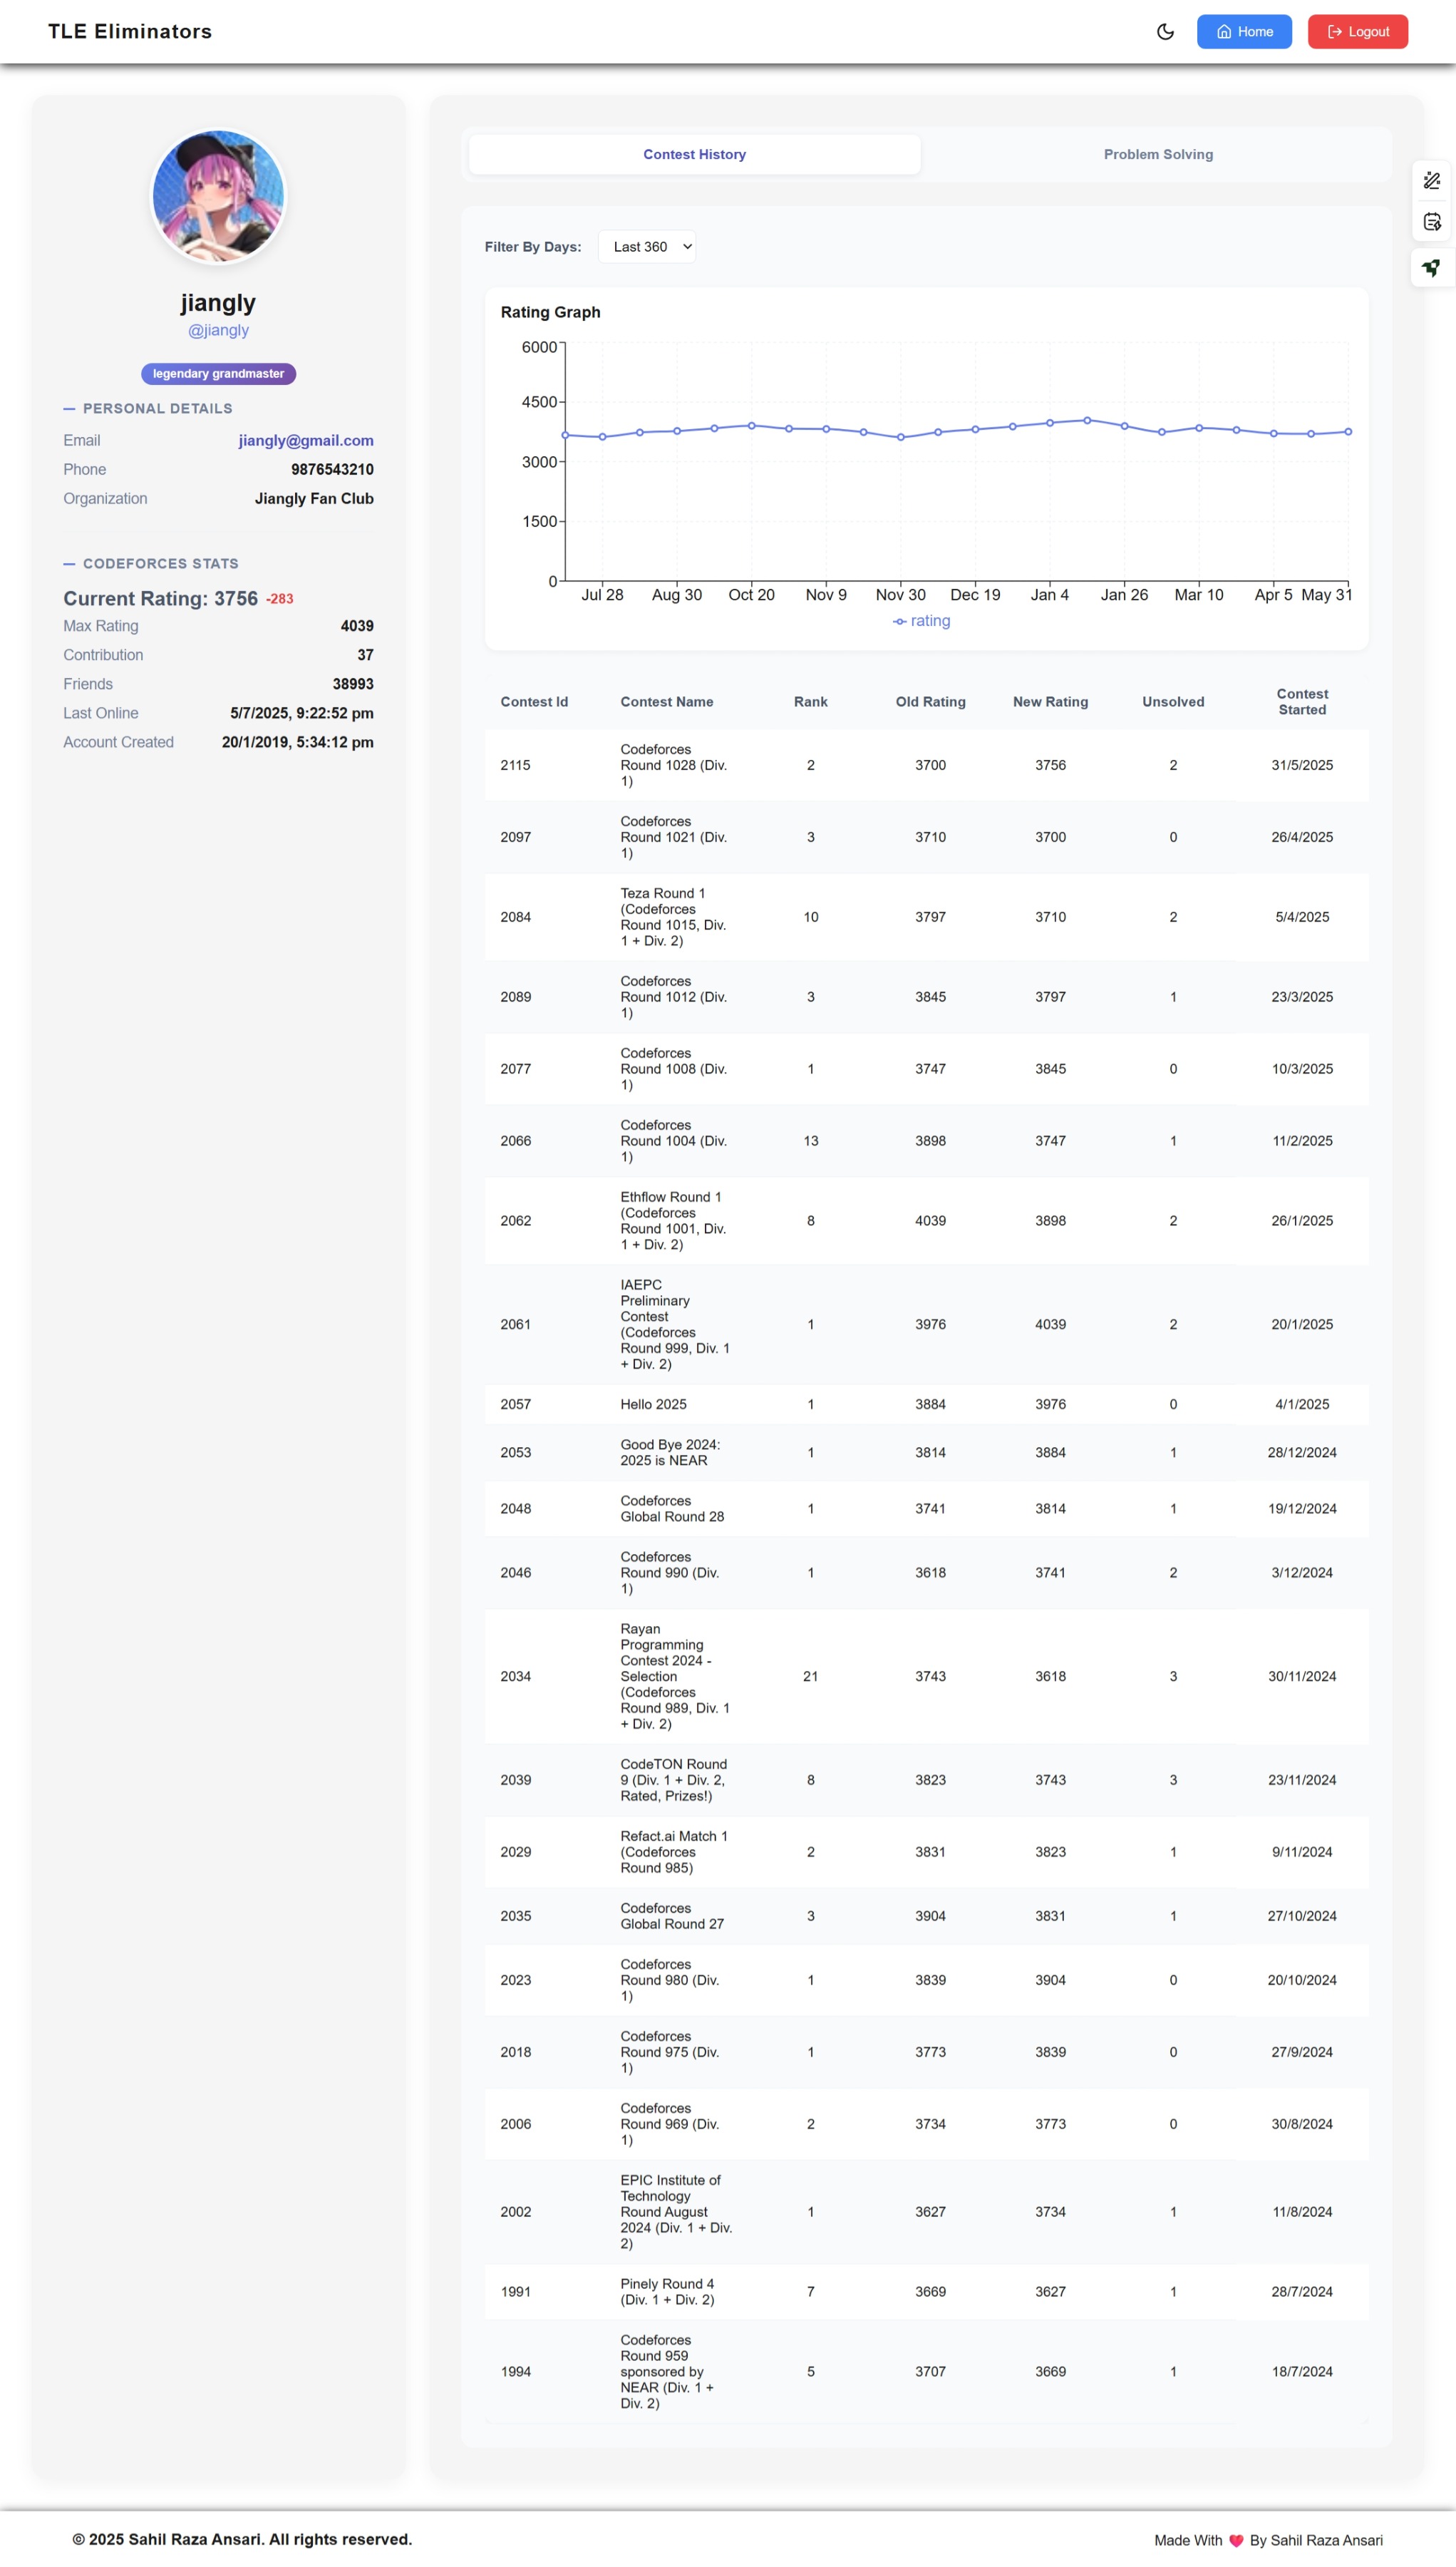 TLE Eliminators
Home
Logout
jiangly
@jiangly
legendary grandmaster
PERSONAL DETAILS
Email jiangly@gmail.com
Phone 9876543210
Organization Jiangly Fan Club
CODEFORCES STATS
Current Rating: 3756 -283
Max Rating 4039
Contribution 37
Friends 38993
Last Online 5/7/2025, 9:22:52 pm
Account Created 20/1/2019, 5:34:12 pm
Contest History
Problem Solving
Filter By Days: Last 360
Rating Graph
6000
4500
3000
1500
0
Jul 28 Aug 30 Oct 20 Nov 9 Nov 30 Dec 19 Jan 4 Jan 26 Mar 10 Apr 5 May 31
rating
Contest Id Contest Name Rank Old Rating New Rating Unsolved Contest
Started
Codeforces
2115 Round 1028 (Div. 2 3700 3756 2 31/5/2025
1)
Codeforces
2097 Round 1021 (Div. 3 3710 3700 0 26/4/2025
1)
Teza Round 1
(Codeforces
2084 Round 1015, Div. 10 3797 3710 2 5/4/2025
1 + Div. 2)
Codeforces
2089 Round 1012 (Div. 3 3845 3797 1 23/3/2025
1)
Codeforces
2077 Round 1008 (Div. 1 3747 3845 0 10/3/2025
1)
Codeforces
2066 Round 1004 (Div. 13 3898 3747 1 11/2/2025
1)
Ethflow Round 1
(Codeforces
2062 Round 1001, Div. 8 4039 3898 2 26/1/2025
1 + Div. 2)
IAEPC
Preliminary
Contest
2061 (Codeforces 1 3976 4039 2 20/1/2025
Round 999, Div. 1
+ Div. 2)
2057 Hello 2025 1 3884 3976 0 4/1/2025
2053 Good Bye 2024: 1 3814 3884 1 28/12/2024
2025 is NEAR
2048 Codeforces 1 3741 3814 1 19/12/2024
Global Round 28
Codeforces
2046 Round 990 (Div. 1 3618 3741 2 3/12/2024
1)
Rayan
Programming
Contest 2024 -
2034 Selection 21 3743 3618 3 30/11/2024
(Codeforces
Round 989, Div. 1
+ Div. 2)
CodeTON Round
2039 9 (Div. 1 + Div. 2, 8 3823 3743 3 23/11/2024
Rated, Prizes!)
Refact.ai Match 1
2029 (Codeforces 2 3831 3823 1 9/11/2024
Round 985)
2035 Codeforces 3 3904 3831 1 27/10/2024
Global Round 27
Codeforces
2023 Round 980 (Div. 1 3839 3904 0 20/10/2024
1)
Codeforces
2018 Round 975 (Div. 1 3773 3839 0 27/9/2024
1)
Codeforces
2006 Round 969 (Div. 2 3734 3773 0 30/8/2024
1)
EPIC Institute of
Technology
2002 Round August 1 3627 3734 1 11/8/2024
2024 (Div. 1 + Div.
2)
1991 Pinely Round 4 7 3669 3627 1 28/7/2024
(Div. 1 + Div. 2)
Codeforces
Round 959
1994 sponsored by 5 3707 3669 1 18/7/2024
NEAR (Div. 1 +
Div. 2)
© 2025 Sahil Raza Ansari. All rights reserved.
Made With ❤️ By Sahil Raza Ansari